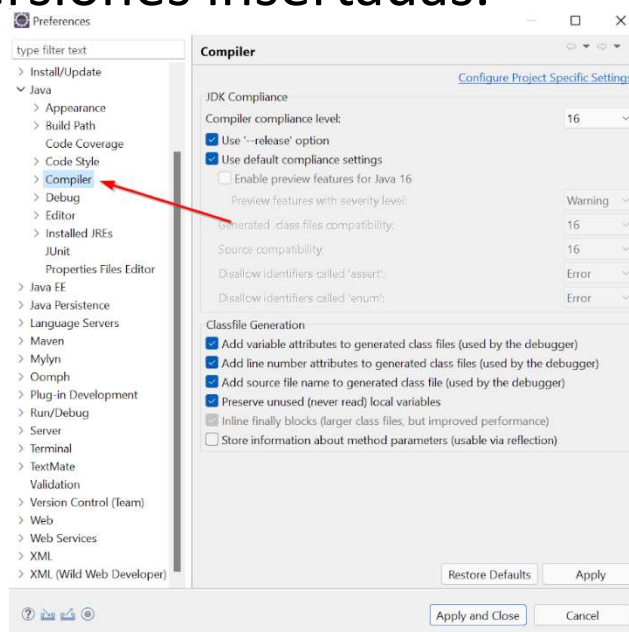 siones insertadas.
Preferences
type filter text
Install/Update
Java
Appearance
Build Path
Code Coverage
Code Style
Compiler
Debug
Editor
Installed JREs
JUnit
Properties Files Editor
Java EE
Java Persistence
Language Servers
Maven
Mylyn
Oomph
Plug-in Development
Run/Debug
Server
Terminal
TextMate
Validation
Version Control (Team)
Web
Web Services
XML
XML (Wild Web Developer)
Compiler
Configure Project Specific Settings
JDK Compliance
Compiler compliance level: 16
Use '--release' option
Use default compliance settings
Enable preview features for Java 16
Preview features with severity level: Warning
Generated .class files compatibility: 16
Source compatibility: 16
Disallow identifiers called 'assert': Error
Disallow identifiers called 'enum': Error
Classfile Generation
Add variable attributes to generated class files (used by the debugger)
Add line number attributes to generated class files (used by the debugger)
Add source file name to generated class file (used by the debugger)
Preserve unused (never read) local variables
Inline finally blocks (larger class files, but improved performance)
Store information about method parameters (usable via reflection)
Restore Defaults Apply
Apply and Close Cancel